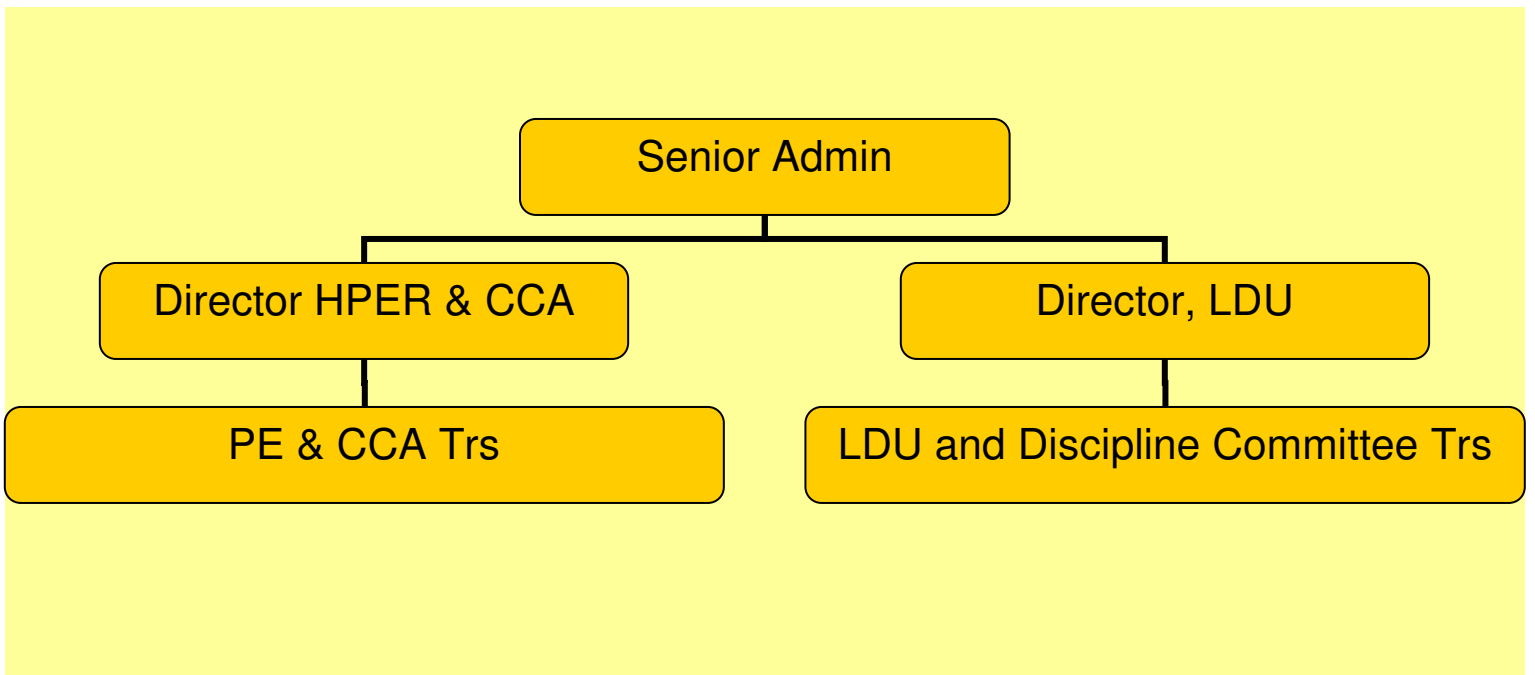 Senior Admin
Director HPER & CCA
Director, LDU
PE & CCA Trs
LDU and Discipline Committee Trs